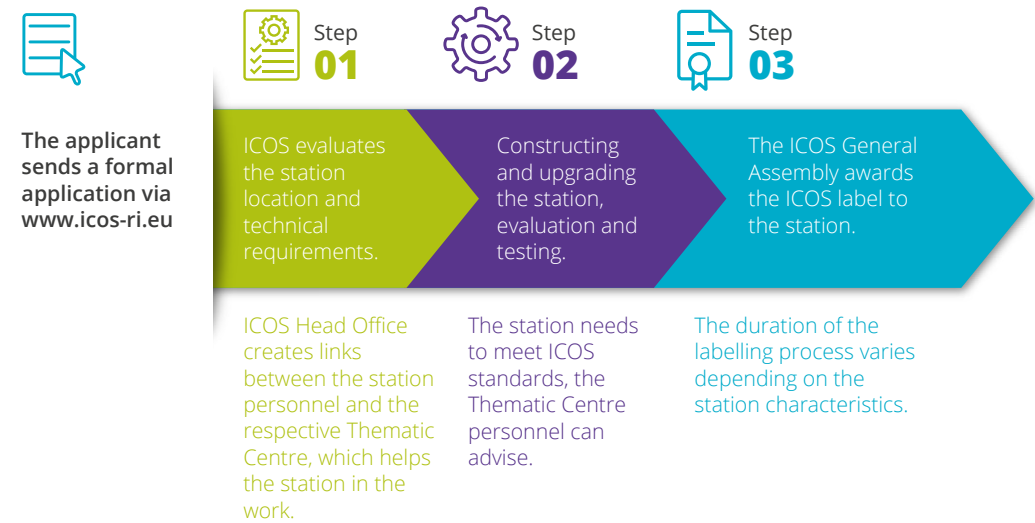 The applicant
sends a formal
application via
www.icos-ri.eu
Step
01
ICOS evaluates
the station
location and
technical
requirements.
ICOS Head Office
creates links
between the station
personnel and the
respective Thematic
Centre, which helps
the station in the
work.
Step
02
Constructing
and upgrading
the station,
evaluation and
testing.
The station needs
to meet ICOS
standards, the
Thematic Centre
personnel can
advise.
Step
03
The ICOS General
Assembly awards
the ICOS label to
the station.
The duration of the
labelling process varies
depending on the
station characteristics.